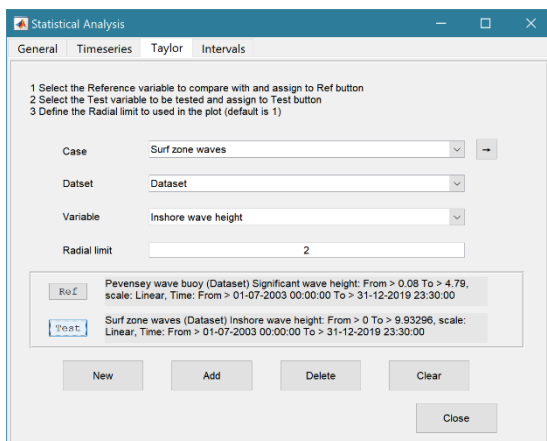 Statistical Analysis
General Timeseries Taylor Intervals
1 Select the Reference variable to compare with and assign to Ref button
2 Select the Test variable to be tested and assign to Test button
3 Define the Radial limit to used in the plot (default is 1)
Case Surf zone waves →
Datset Dataset
Variable Inshore wave height
Radial limit 2
Ref Pevensey wave buoy (Dataset) Significant wave height: From > 0.08 To > 4.79,
scale: Linear, Time: From > 01-07-2003 00:00:00 To > 31-12-2019 23:30:00
Test Surf zone waves (Dataset) Inshore wave height: From > 0 To > 9.93296, scale:
Linear, Time: From > 01-07-2003 00:00:00 To > 31-12-2019 23:30:00
New Add Delete Clear
Close